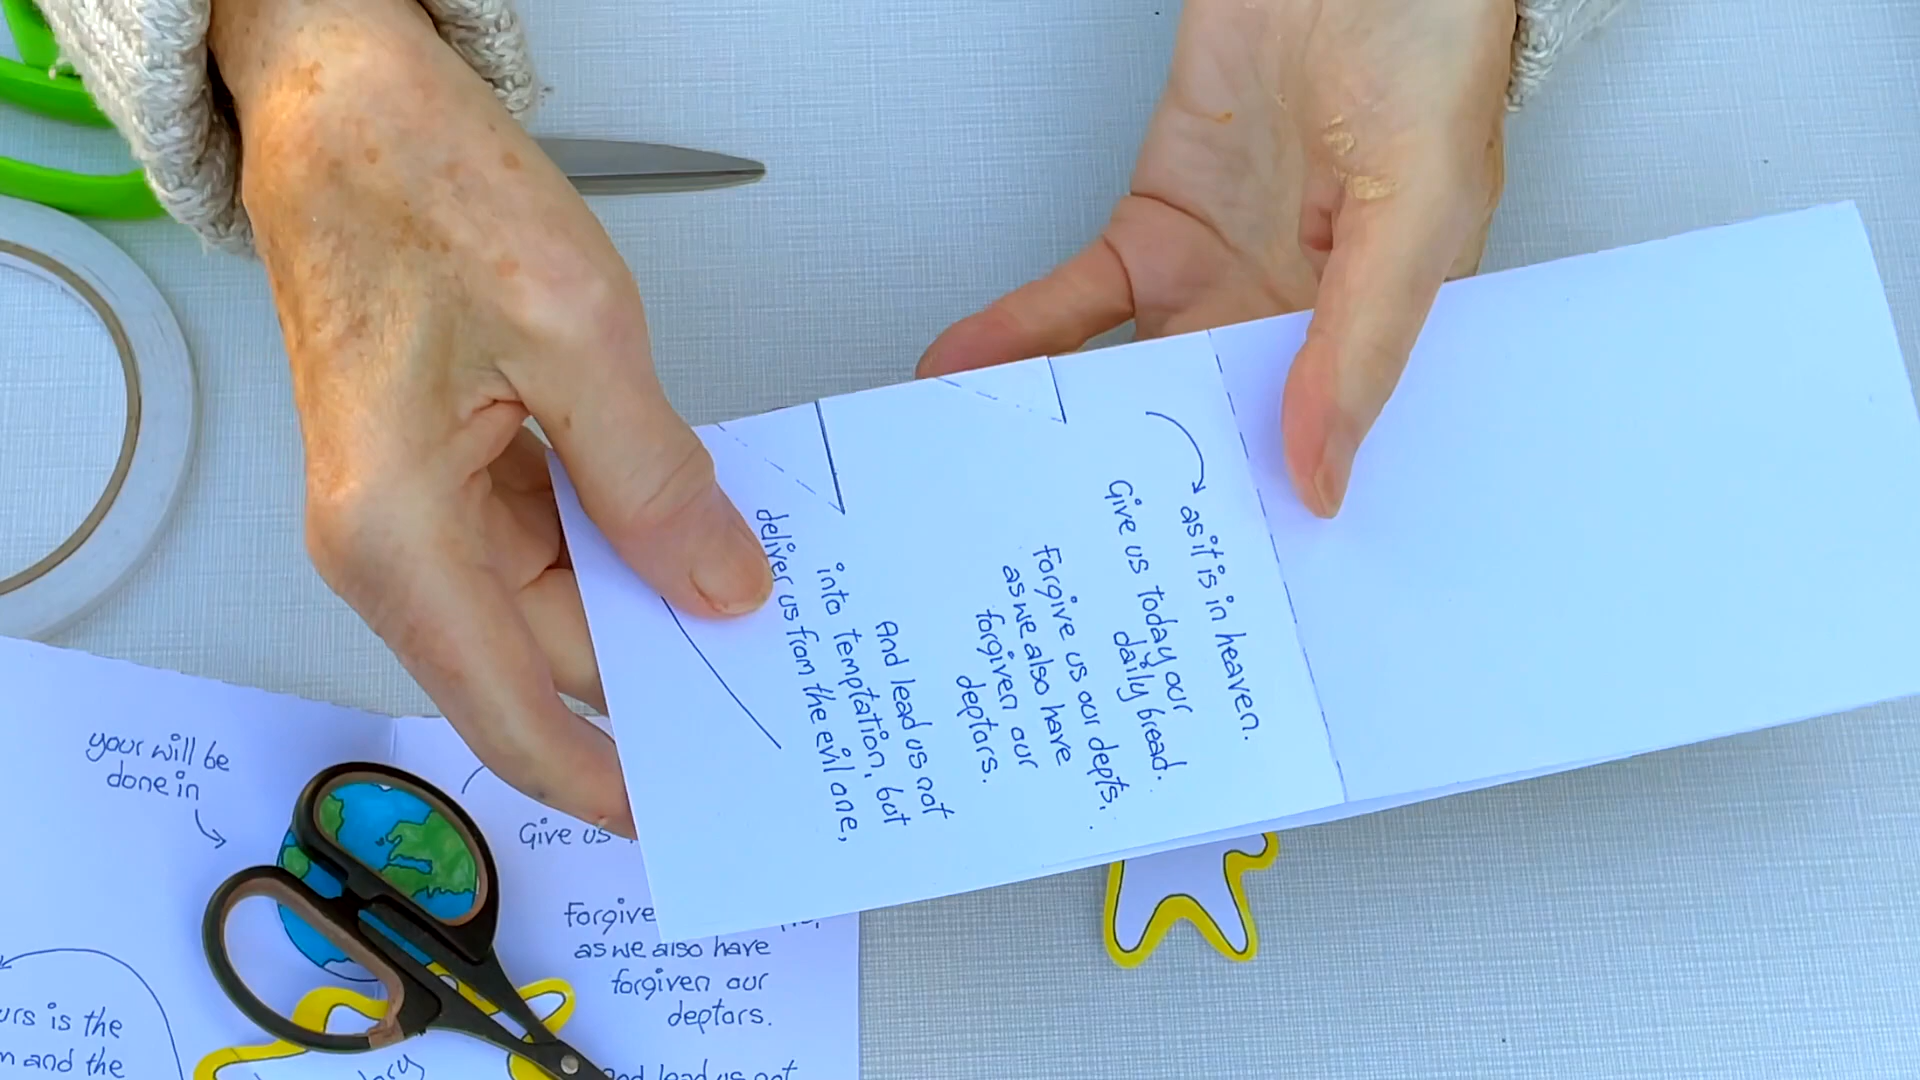 as it is in heaven.
Give us today our
daily bread.
Forgive us our depts,
as we also have
forgiven our
deptors.
And lead us not
into temptation, but
deliver us from the evil one,
your will be
done in
Give us
Forgive
as we also have
forgiven our
deptors.
and lead us not
is the
and the